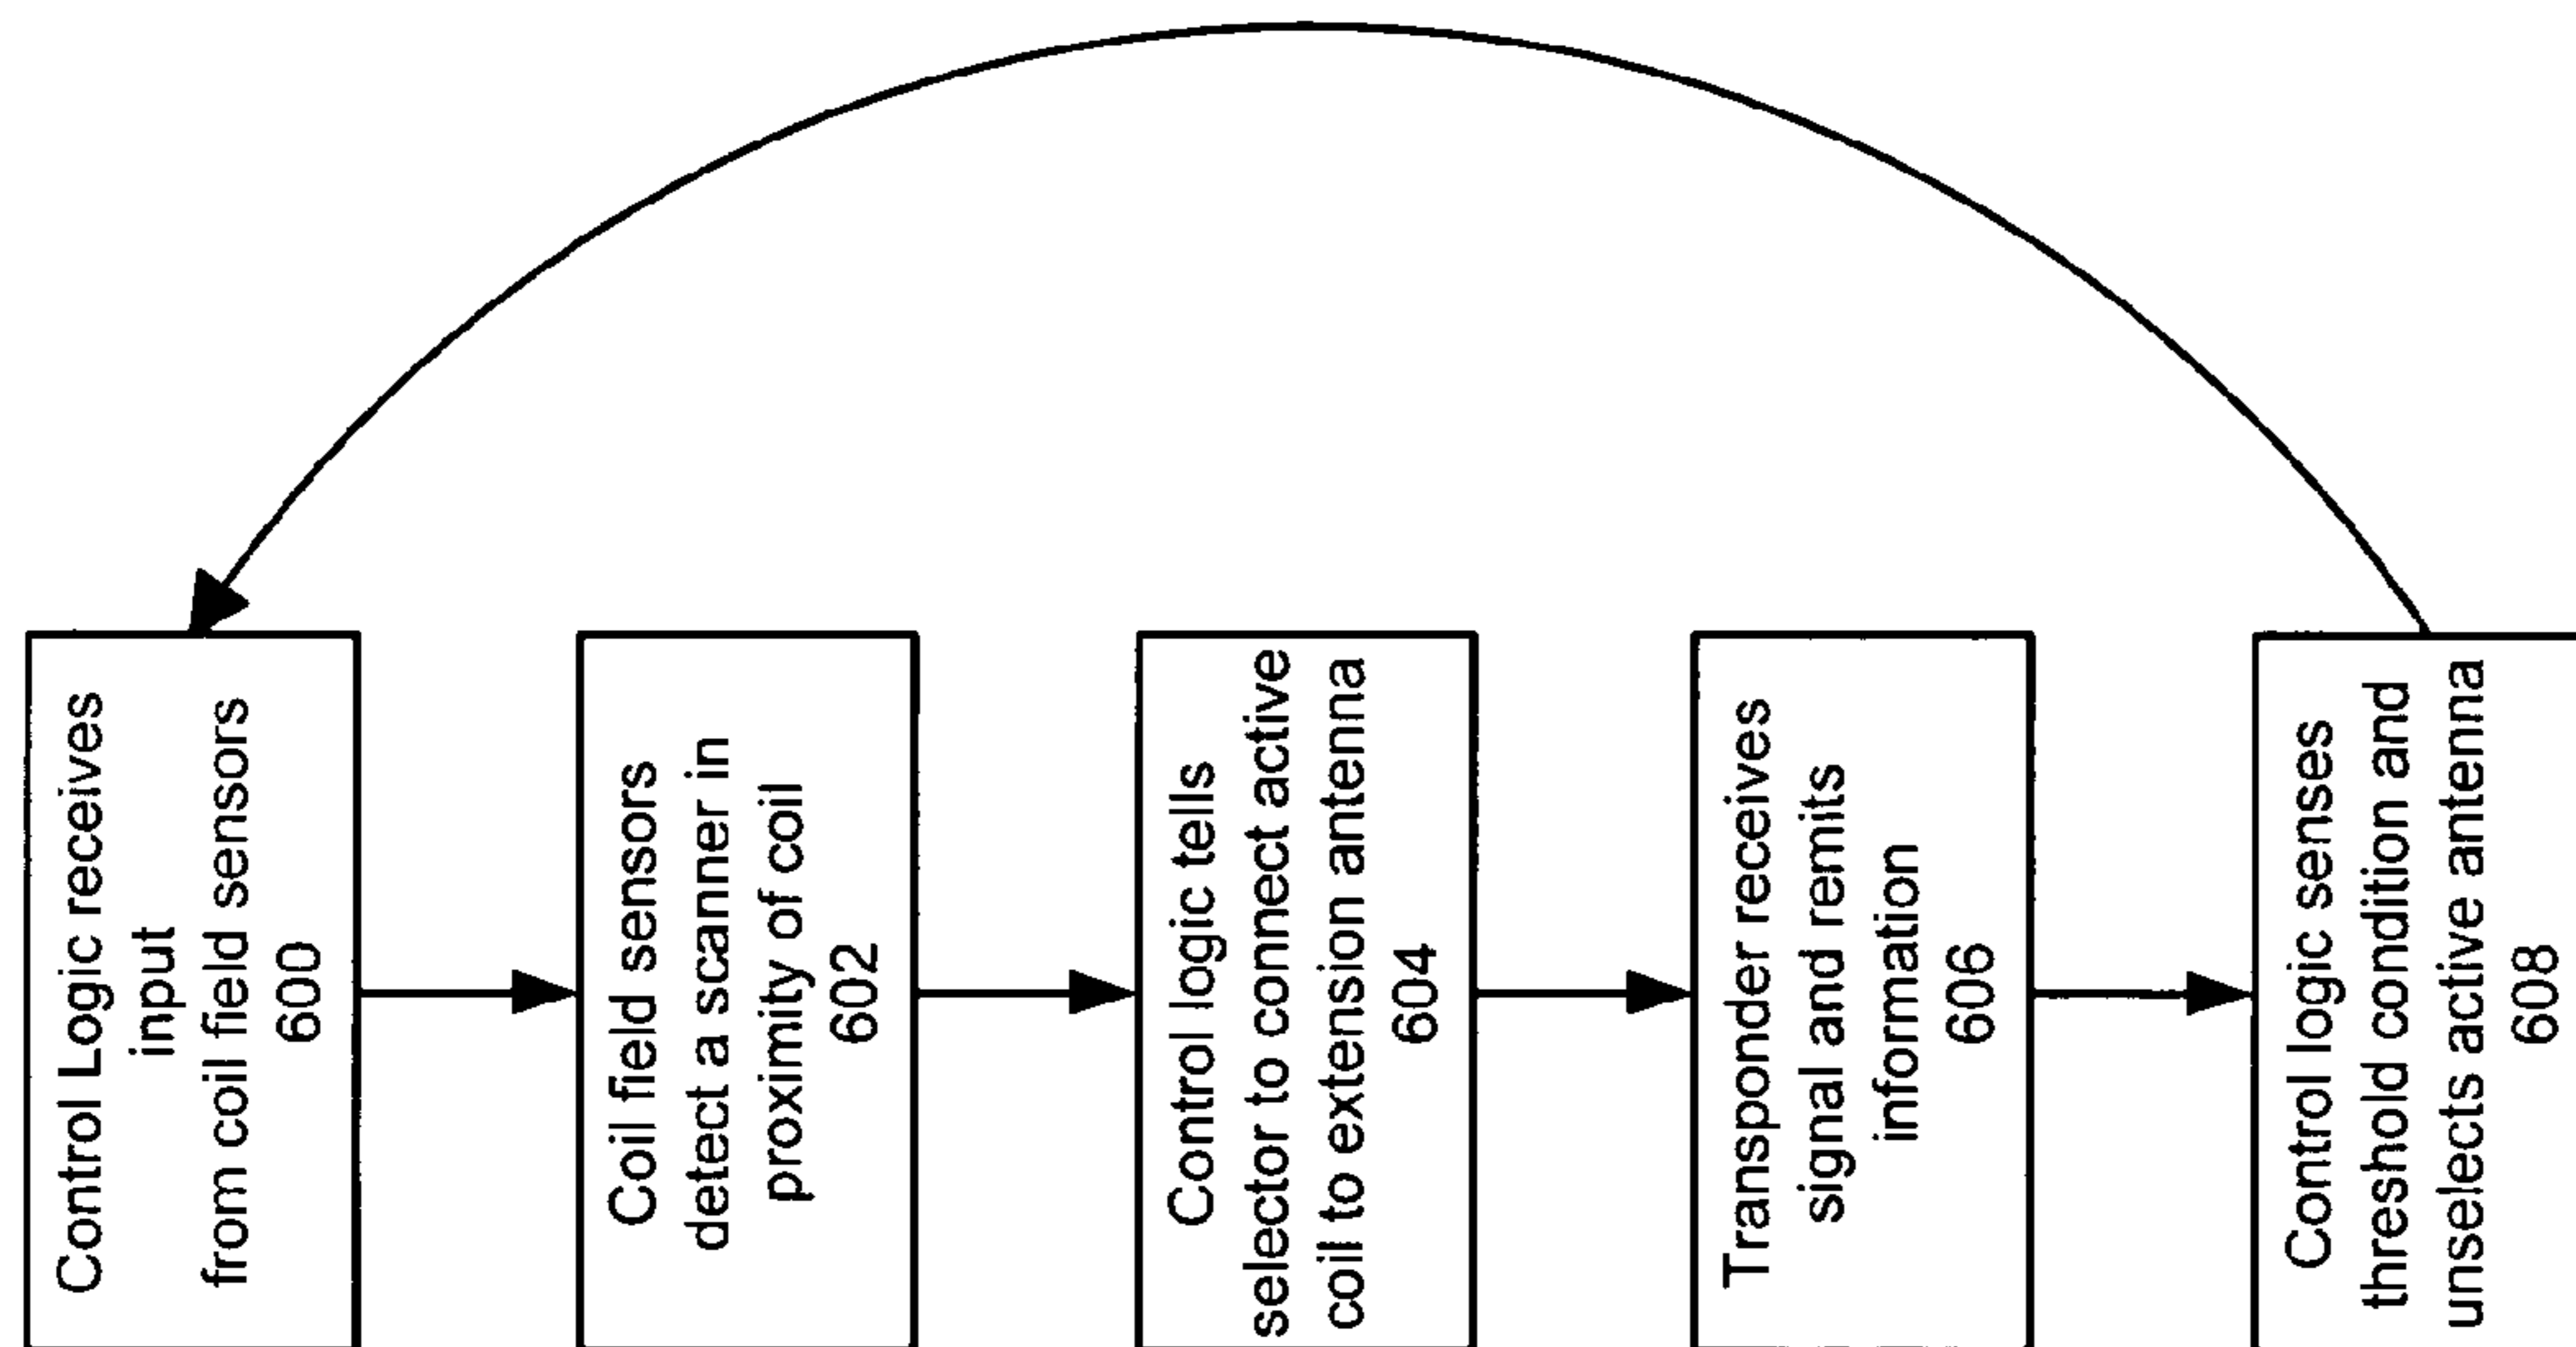 Control Logic receives
input
from coil field sensors
600
Coil field sensors
detect a scanner in
proximity of coil
602
Control logic tells
selector to connect active
coil to extension antenna
604
Transponder receives
signal and remits
information
606
Control logic senses
threshold condition and
unselects active antenna
608